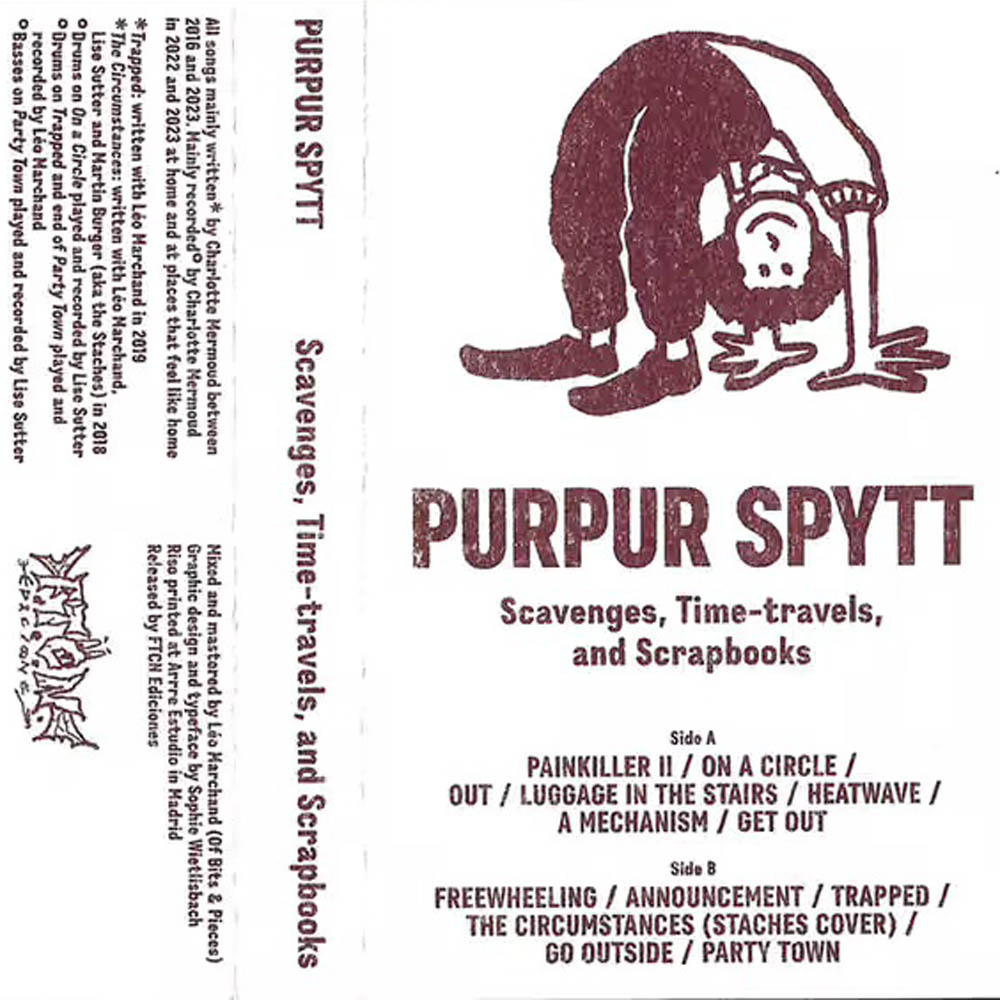 PURPUR SPYTT
Scavenges, Time-travels,
and Scrapbooks
Side A
PAINKILLER II / ON A CIRCLE /
OUT / LUGGAGE IN THE STAIRS / HEATWAVE /
A MECHANISM / GET OUT
Side B
FREEWHEELING / ANNOUNCEMENT / TRAPPED /
THE CIRCUMSTANCES (STACHES COVER) /
GO OUTSIDE / PARTY TOWN
PURPUR SPYTT Scavenges, Time-travels, and Scrapbooks
All songs mainly written* by Charlotte Mermoud between
2016 and 2023. Mainly recorded° by Charlotte Mermoud
in 2022 and 2023 at home and at places that feel like home
*Trapped: written with Léo Marchand in 2019
*The Circumstances: written with Léo Marchand,
Lise Sutter and Martin Burger (aka the Staches) in 2018
°Drums on On a Circle played and recorded by Lise Sutter
°Drums on Trapped and end of Party Town played and
recorded by Léo Marchand
°Basses on Party Town played and recorded by Lise Sutter
Mixed and mastered by Léo Marchand (Of Bits & Pieces)
Graphic design and typeface by Sophie Wietlisbach
Riso printed at Arrre Estudio in Madrid
Released by FTCN Ediciones